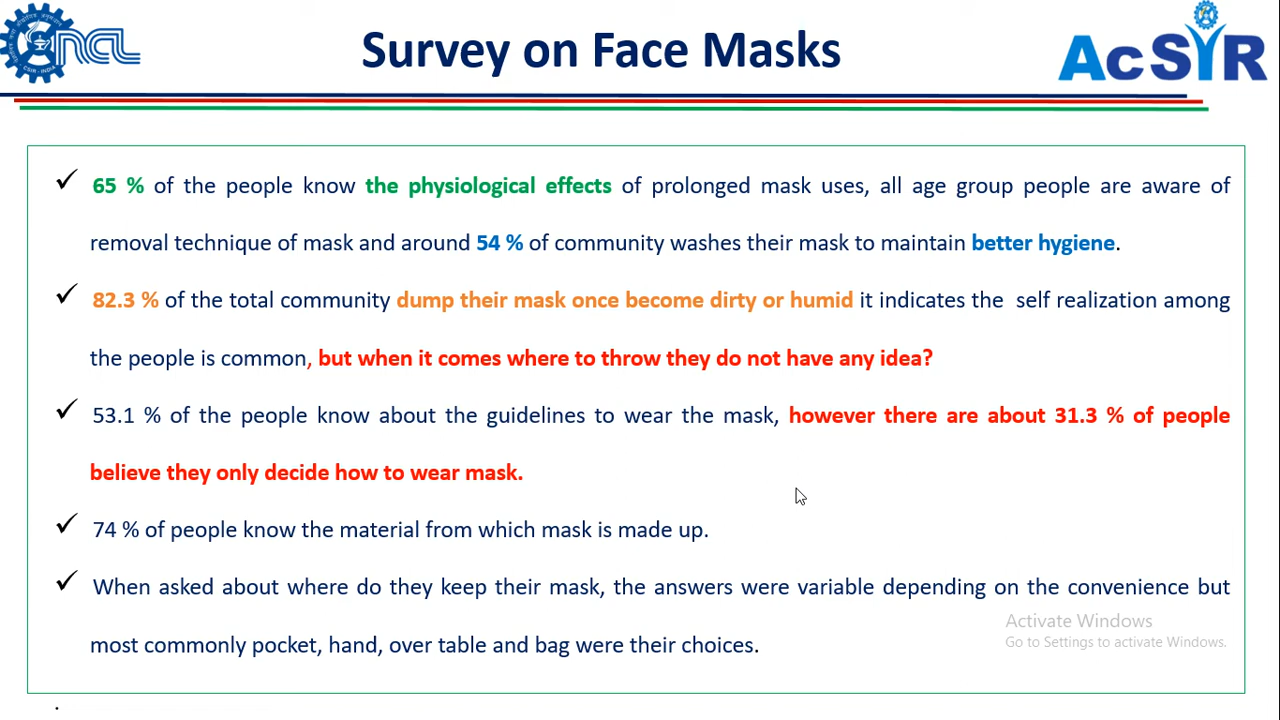 Survey on Face Masks
NCL
CSIR-INDIA
AcSIR
65 % of the people know the physiological effects of prolonged mask uses, all age group people are aware of
removal technique of mask and around 54 % of community washes their mask to maintain better hygiene.
82.3 % of the total community dump their mask once become dirty or humid it indicates the self realization among
the people is common, but when it comes where to throw they do not have any idea?
53.1 % of the people know about the guidelines to wear the mask, however there are about 31.3 % of people
believe they only decide how to wear mask.
74 % of people know the material from which mask is made up.
When asked about where do they keep their mask, the answers were variable depending on the convenience but
most commonly pocket, hand, over table and bag were their choices.
Activate Windows
Go to Settings to activate Windows.